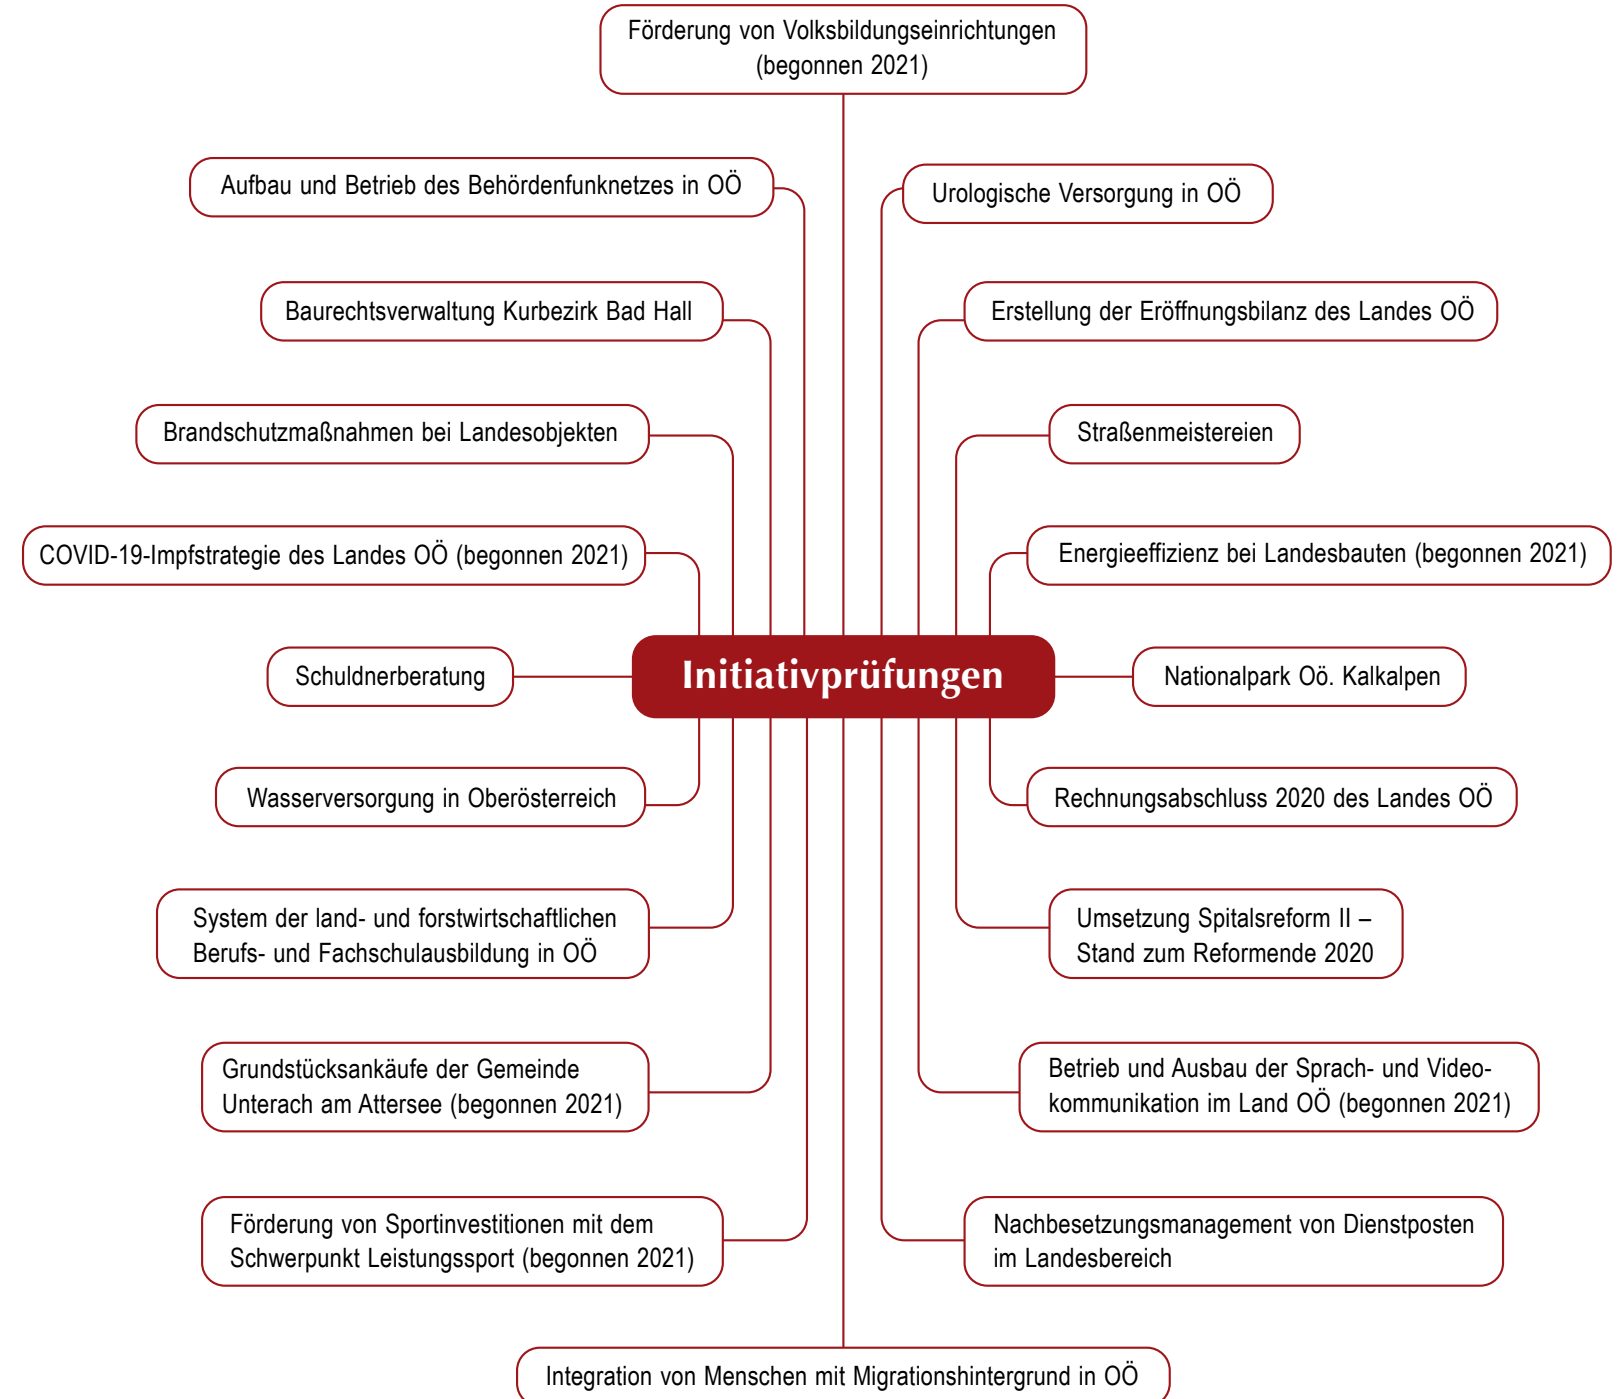 Förderung von Volksbildungseinrichtungen
(begonnen 2021)
Aufbau und Betrieb des Behördenfunknetzes in OÖ
Urologische Versorgung in OÖ
Baurechtsverwaltung Kurbezirk Bad Hall
Erstellung der Eröffnungsbilanz des Landes OÖ
Brandschutzmaßnahmen bei Landesobjekten
Straßenmeistereien
COVID-19-Impfstrategie des Landes OÖ (begonnen 2021)
Energieeffizienz bei Landesbauten (begonnen 2021)
Schuldnerberatung
Initiativprüfungen
Nationalpark Oö. Kalkalpen
Wasserversorgung in Oberösterreich
Rechnungsabschluss 2020 des Landes OÖ
System der land- und forstwirtschaftlichen
Berufs- und Fachschulausbildung in OÖ
Umsetzung Spitalsreform II –
Stand zum Reformende 2020
Grundstücksankäufe der Gemeinde
Unterach am Attersee (begonnen 2021)
Betrieb und Ausbau der Sprach- und Video-
kommunikation im Land OÖ (begonnen 2021)
Förderung von Sportinvestitionen mit dem
Schwerpunkt Leistungssport (begonnen 2021)
Nachbesetzungsmanagement von Dienstposten
im Landesbereich
Integration von Menschen mit Migrationshintergrund in OÖ